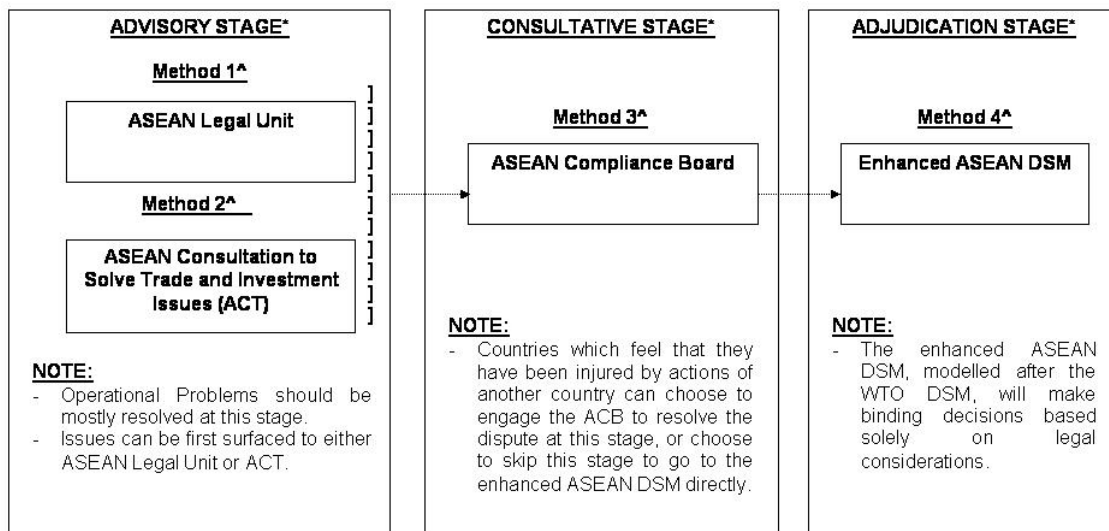 ADVISORY STAGE*
Method 1^
ASEAN Legal Unit
Method 2^
ASEAN Consultation to
Solve Trade and Investment
Issues (ACT)
NOTE:
- Operational Problems should be
mostly resolved at this stage.
- Issues can be first surfaced to either
ASEAN Legal Unit or ACT.
CONSULTATIVE STAGE*
Method 3^
ASEAN Compliance Board
NOTE:
- Countries which feel that they
have been injured by actions of
another country can choose to
engage the ACB to resolve the
dispute at this stage, or choose
to skip this stage to go to the
enhanced ASEAN DSM directly.
ADJUDICATION STAGE*
Method 4^
Enhanced ASEAN DSM
NOTE:
- The enhanced ASEAN
DSM, modelled after the
WTO DSM, will make
binding decisions based
solely on legal
considerations.